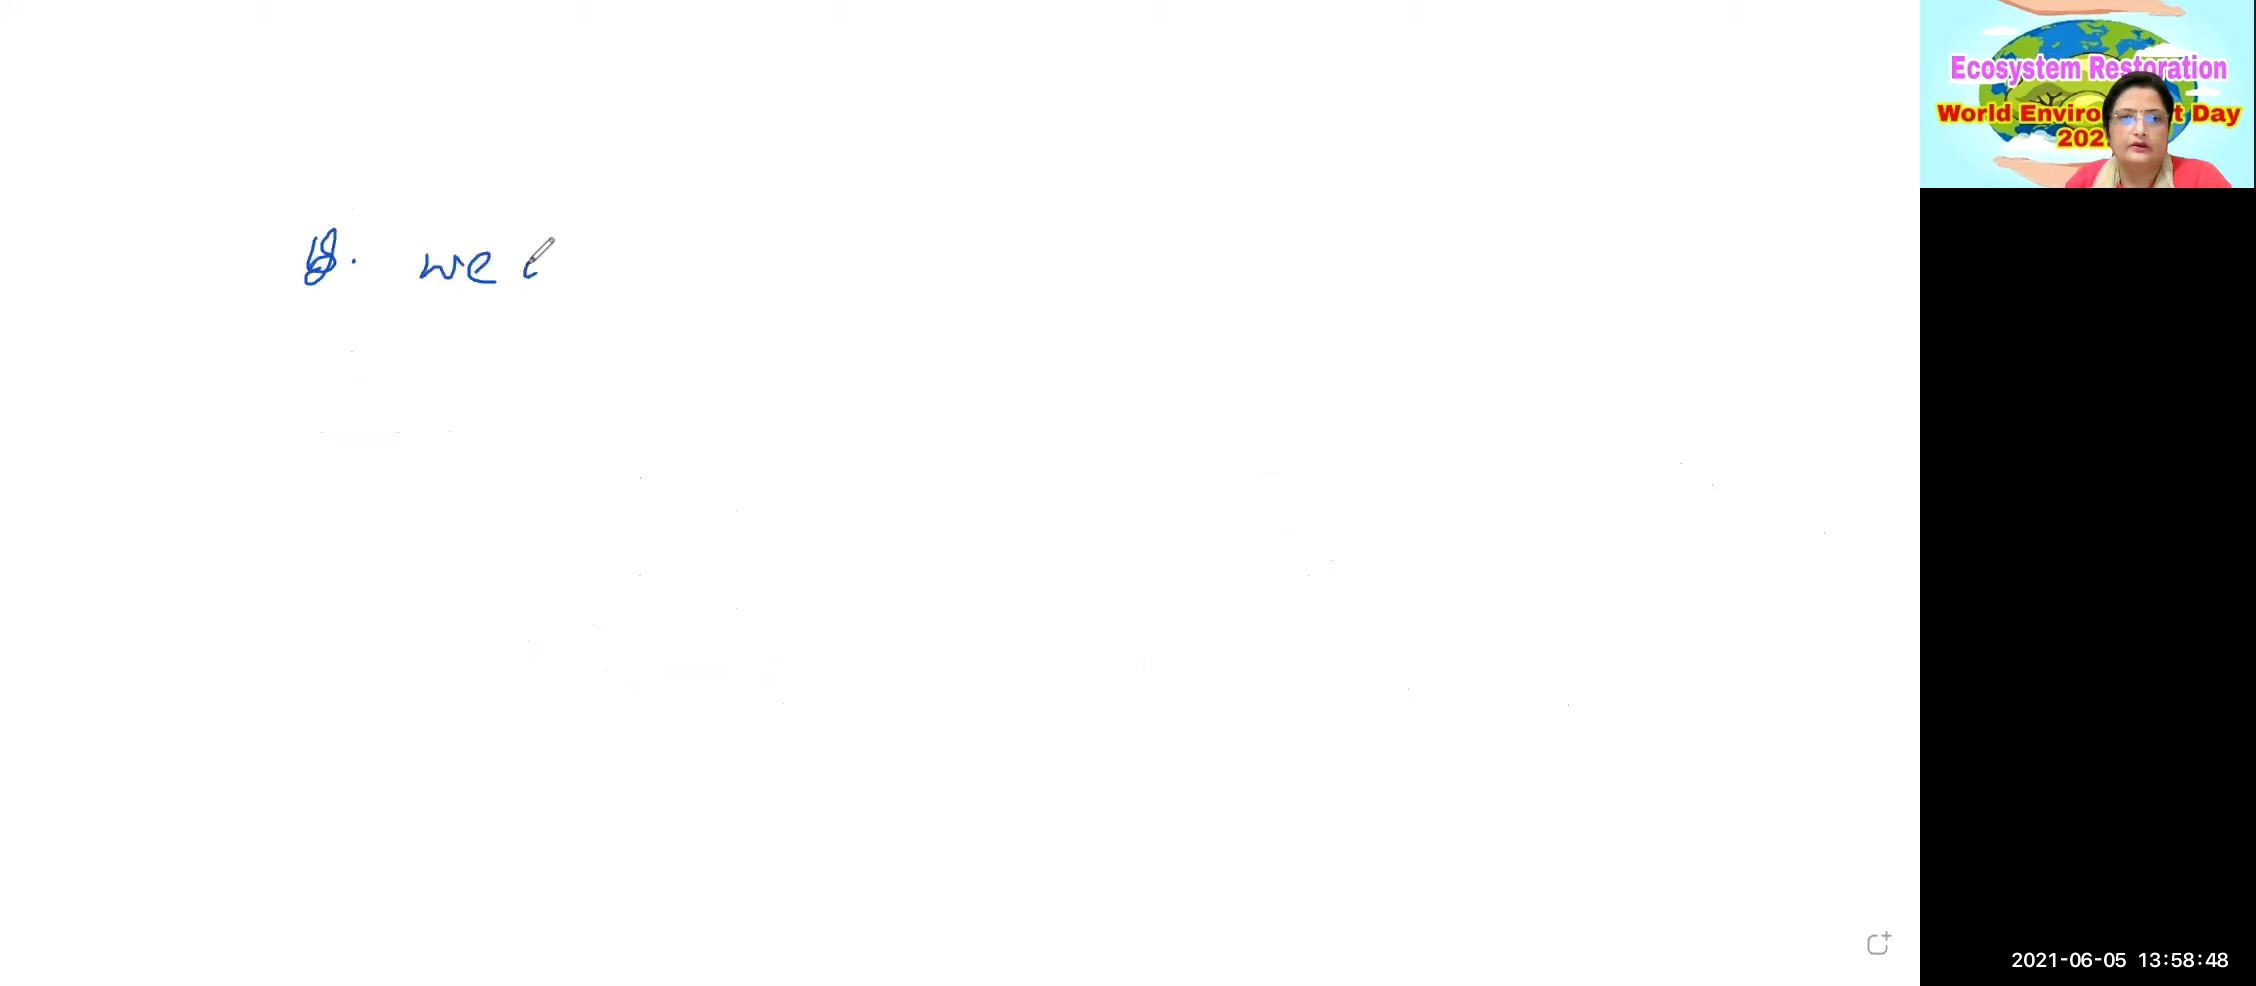 Ecosystem Restoration
World Enviro t Day
202
we
2021-06-05 13:58:48